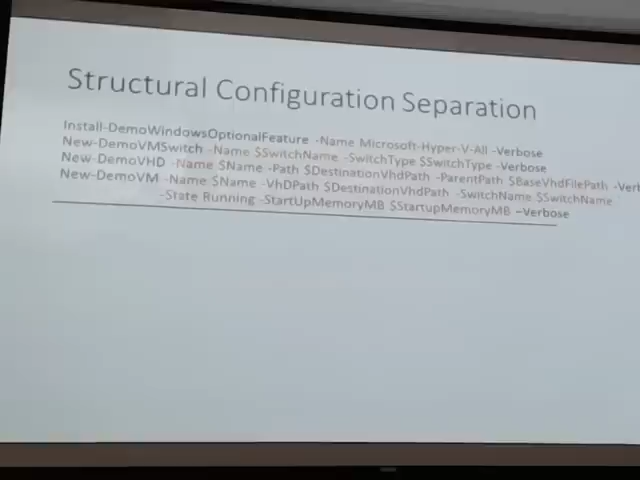 Structural Configuration Separation
Install-DemoWindowsOptionalFeature -Name Microsoft-Hyper-V-All -Verbose
New-DemoVMSwitch -Name $SwitchName -SwitchType $SwitchType -Verbose
New-DemoVHD -Name $Name -Path $DestinationVhdPath -ParentPath $BaseVhdFilePath -Verb
New-DemoVM -Name $Name -VhDPath $DestinationVhdPath -SwitchName $SwitchName `
-State Running -StartUpMemoryMB $StartupMemoryMB –Verbose